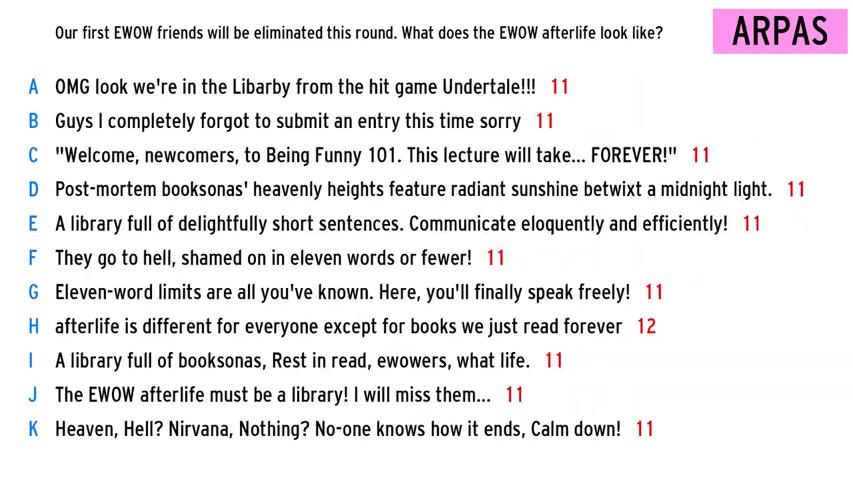 Our first EWOW friends will be eliminated this round. What does the EWOW afterlife look like?
ARPAS
A OMG look we're in the Libarby from the hit game Undertale!!! 11
B Guys I completely forgot to submit an entry this time sorry 11
C "Welcome, newcomers, to Being Funny 101. This lecture will take... FOREVER!" 11
D Post-mortem booksonas' heavenly heights feature radiant sunshine betwixt a midnight light. 11
E A library full of delightfully short sentences. Communicate eloquently and efficiently! 11
F They go to hell, shamed on in eleven words or fewer! 11
G Eleven-word limits are all you've known. Here, you'll finally speak freely! 11
H afterlife is different for everyone except for books we just read forever 12
I A library full of booksonas, Rest in read, ewowers, what life. 11
J The EWOW afterlife must be a library! I will miss them... 11
K Heaven, Hell? Nirvana, Nothing? No-one knows how it ends, Calm down! 11